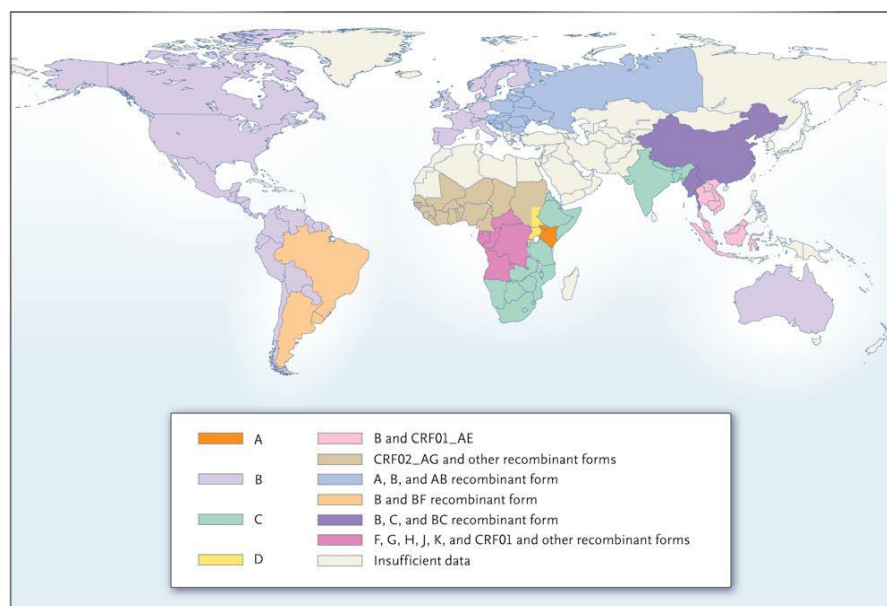 A
B
C
D
B and CRF01_AE
CRF02_AG and other recombinant forms
A, B, and AB recombinant form
B and BF recombinant form
B, C, and BC recombinant form
F, G, H, J, K, and CRF01 and other recombinant forms
Insufficient data